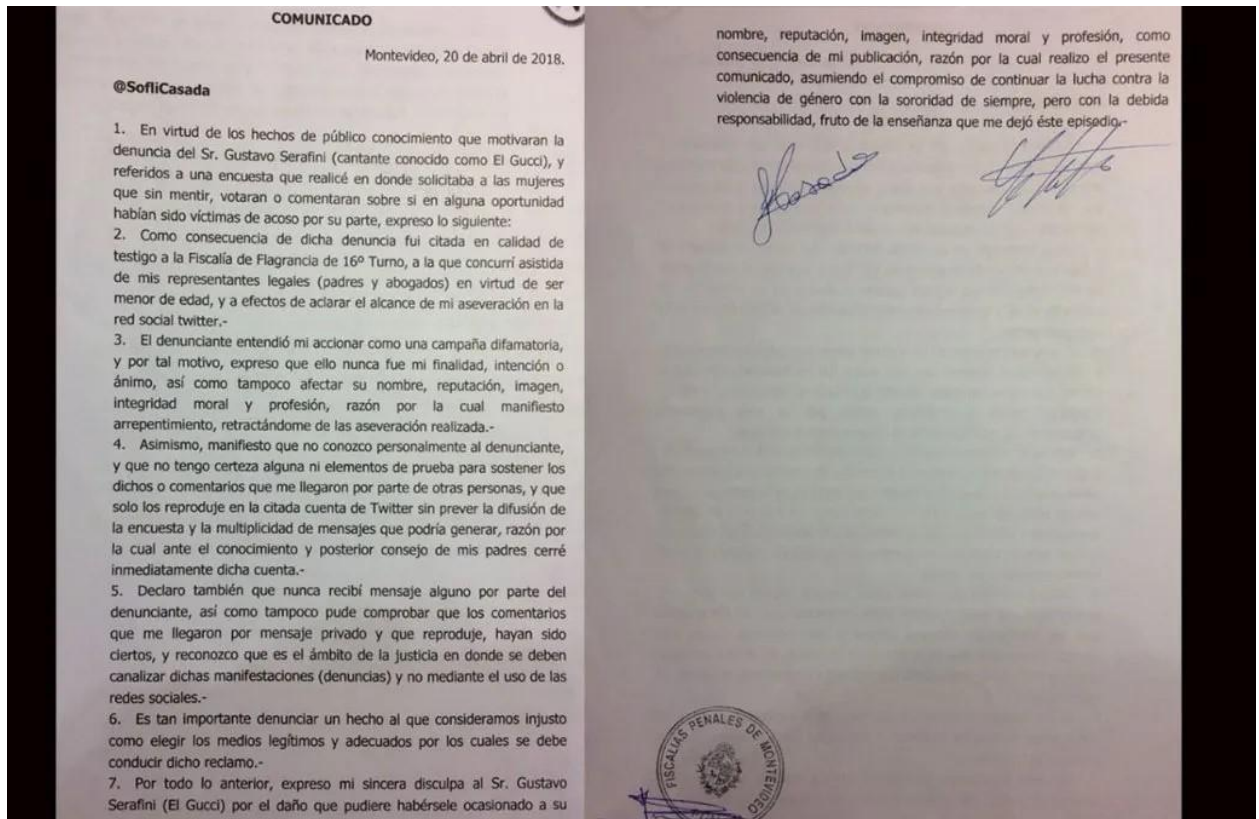 COMUNICADO
Montevideo, 20 de abril de 2018.
@SofliCasada
1. En virtud de los hechos de público conocimiento que motivaran la
denuncia del Sr. Gustavo Serafini (cantante conocido como El Gucci), y
referidos a una encuesta que realicé en donde solicitaba a las mujeres
que sin mentir, votaran o comentaran sobre si en alguna oportunidad
habían sido víctimas de acoso por su parte, expreso lo siguiente:
2. Como consecuencia de dicha denuncia fui citada en calidad de
testigo a la Fiscalía de Flagrancia de 16º Turno, a la que concurrí asistida
de mis representantes legales (padres y abogados) en virtud de ser
menor de edad, y a efectos de aclarar el alcance de mi aseveración en la
red social twitter.-
3. El denunciante entendió mi accionar como una campaña difamatoria,
y por tal motivo, expreso que ello nunca fue mi finalidad, intención o
ánimo, así como tampoco afectar su nombre, reputación, imagen,
integridad moral y profesión, razón por la cual manifiesto
arrepentimiento, retractándome de las aseveración realizada.-
4. Asimismo, manifiesto que no conozco personalmente al denunciante,
y que no tengo certeza alguna ni elementos de prueba para sostener los
dichos o comentarios que me llegaron por parte de otras personas, y que
solo los reproduje en la citada cuenta de Twitter sin prever la difusión de
la encuesta y la multiplicidad de mensajes que podría generar, razón por
la cual ante el conocimiento y posterior consejo de mis padres cerré
inmediatamente dicha cuenta.-
5. Declaro también que nunca recibí mensaje alguno por parte del
denunciante, así como tampoco pude comprobar que los comentarios
que me llegaron por mensaje privado y que reproduje, hayan sido
ciertos, y reconozco que es el ámbito de la justicia en donde se deben
canalizar dichas manifestaciones (denuncias) y no mediante el uso de las
redes sociales.-
6. Es tan importante denunciar un hecho al que consideramos injusto
como elegir los medios legítimos y adecuados por los cuales se debe
conducir dicho reclamo.-
7. Por todo lo anterior, expreso mi sincera disculpa al Sr. Gustavo
Serafini (El Gucci) por el daño que pudiere habérsele ocasionado a su
nombre, reputación, imagen, integridad moral y profesión, como
consecuencia de mi publicación, razón por la cual realizo el presente
comunicado, asumiendo el compromiso de continuar la lucha contra la
violencia de género con la sororidad de siempre, pero con la debida
responsabilidad, fruto de la enseñanza que me dejó éste episodio.-
FISCALIAS PENALES DE MONTEVIDEO